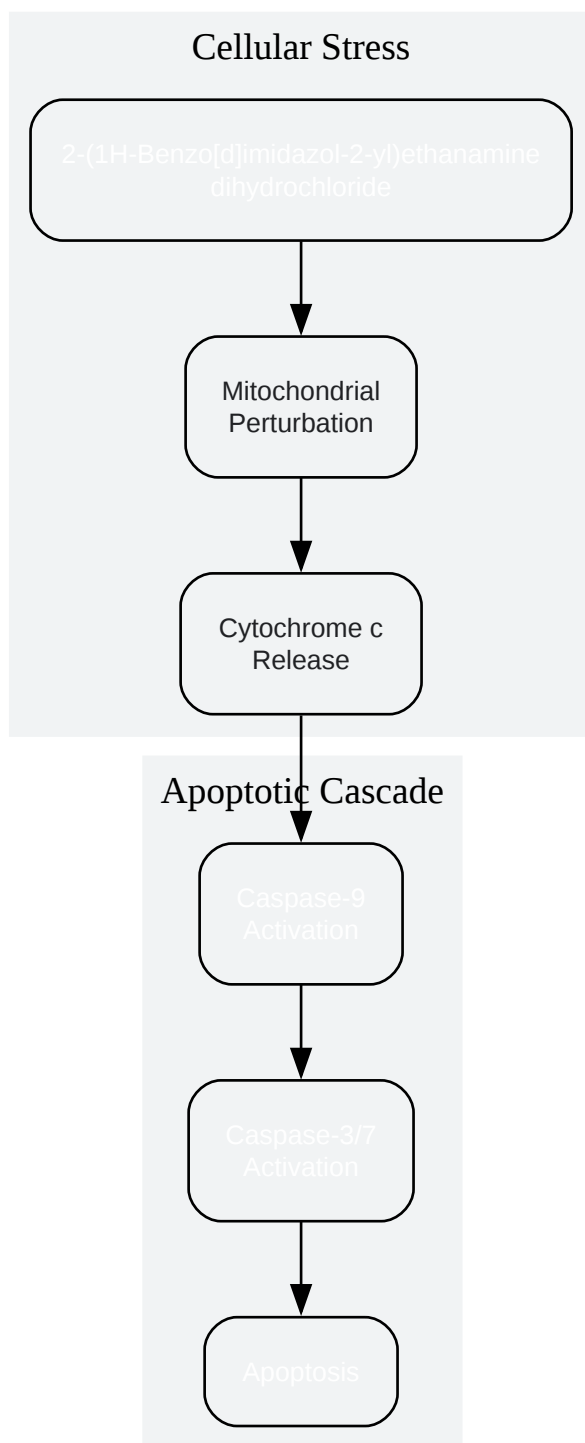 Cellular Stress
2-(1H-Benzo[d]imidazol-2-yl)ethanamine
dihydrochloride
Mitochondrial
Perturbation
Cytochrome c
Release
Apoptotic Cascade
Caspase-9
Activation
Caspase-3/7
Activation
Apoptosis